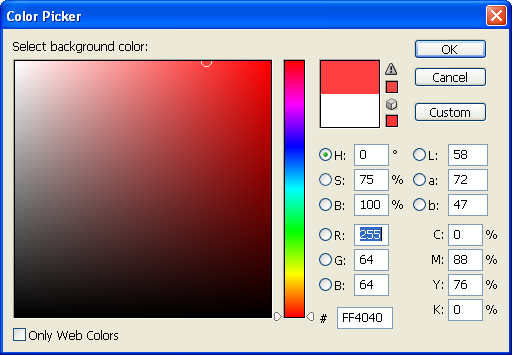 Color Picker
Select background color:
OK
Cancel
Custom
H: 0 °
S: 75 %
B: 100 %
R: 255
G: 64
B: 64
# FF4040
L: 58
a: 72
b: 47
C: 0 %
M: 88 %
Y: 76 %
K: 0 %
Only Web Colors